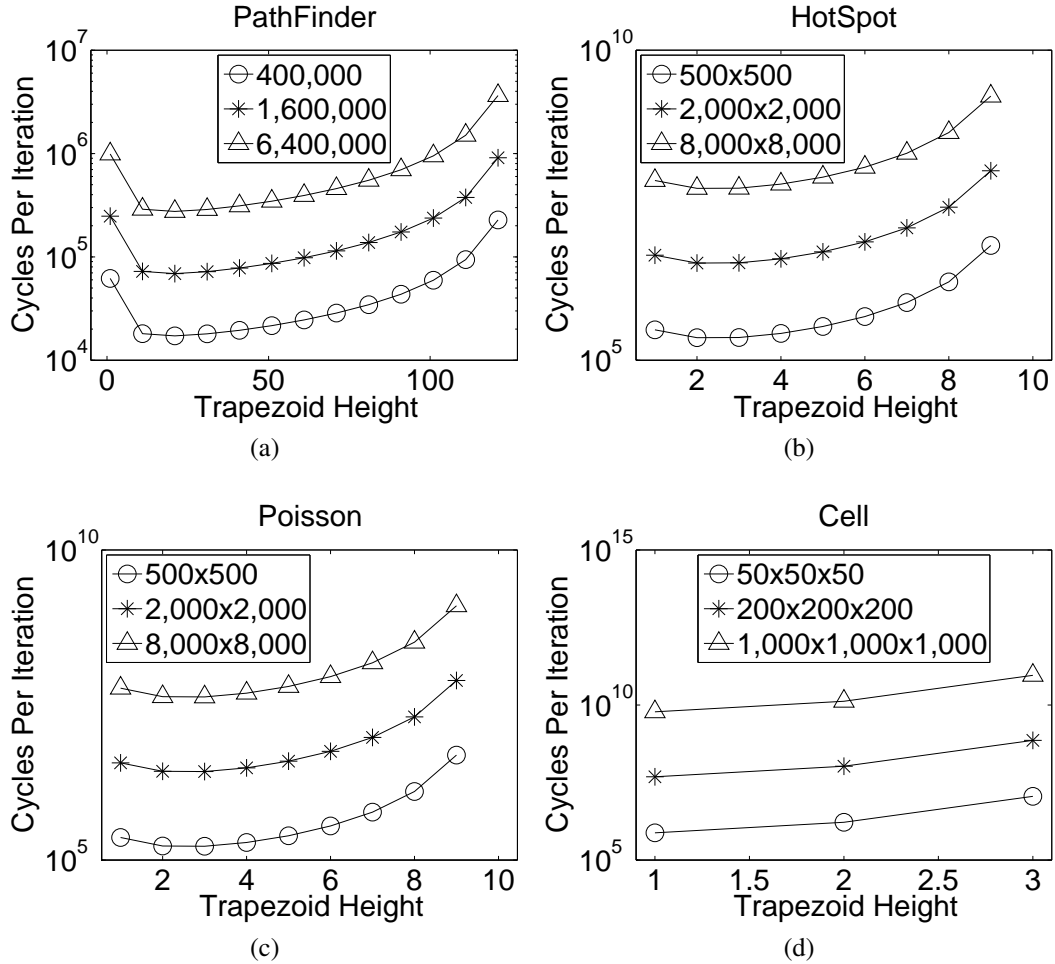 PathFinder
10^7
10^6
10^5
10^4
Cycles Per Iteration
400,000
1,600,000
6,400,000
0 50 100
Trapezoid Height
(a)
HotSpot
10^10
10^5
Cycles Per Iteration
500x500
2,000x2,000
8,000x8,000
2 4 6 8 10
Trapezoid Height
(b)
Poisson
10^10
10^5
Cycles Per Iteration
500x500
2,000x2,000
8,000x8,000
2 4 6 8 10
Trapezoid Height
(c)
Cell
10^15
10^10
10^5
Cycles Per Iteration
50x50x50
200x200x200
1,000x1,000x1,000
1 1.5 2 2.5 3
Trapezoid Height
(d)